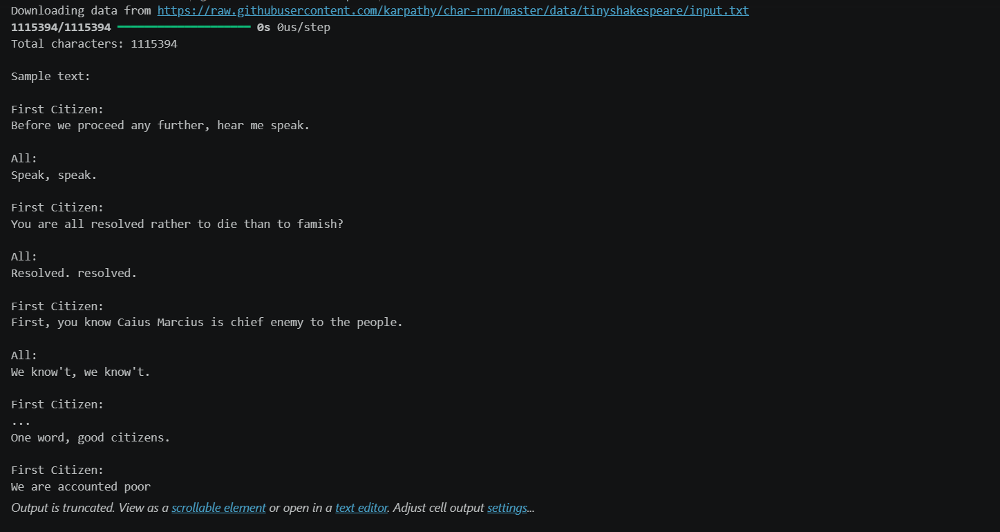 Downloading data from https://raw.githubusercontent.com/karpathy/char-rnn/master/data/tinyshakespeare/input.txt
1115394/1115394 ━━━━━━━━━━━━━━━━━━━━ 0s 0us/step
Total characters: 1115394
Sample text:
First Citizen:
Before we proceed any further, hear me speak.
All:
Speak, speak.
First Citizen:
You are all resolved rather to die than to famish?
All:
Resolved. resolved.
First Citizen:
First, you know Caius Marcius is chief enemy to the people.
All:
We know't, we know't.
First Citizen:
...
One word, good citizens.
First Citizen:
We are accounted poor
Output is truncated. View as a scrollable element or open in a text editor. Adjust cell output settings...